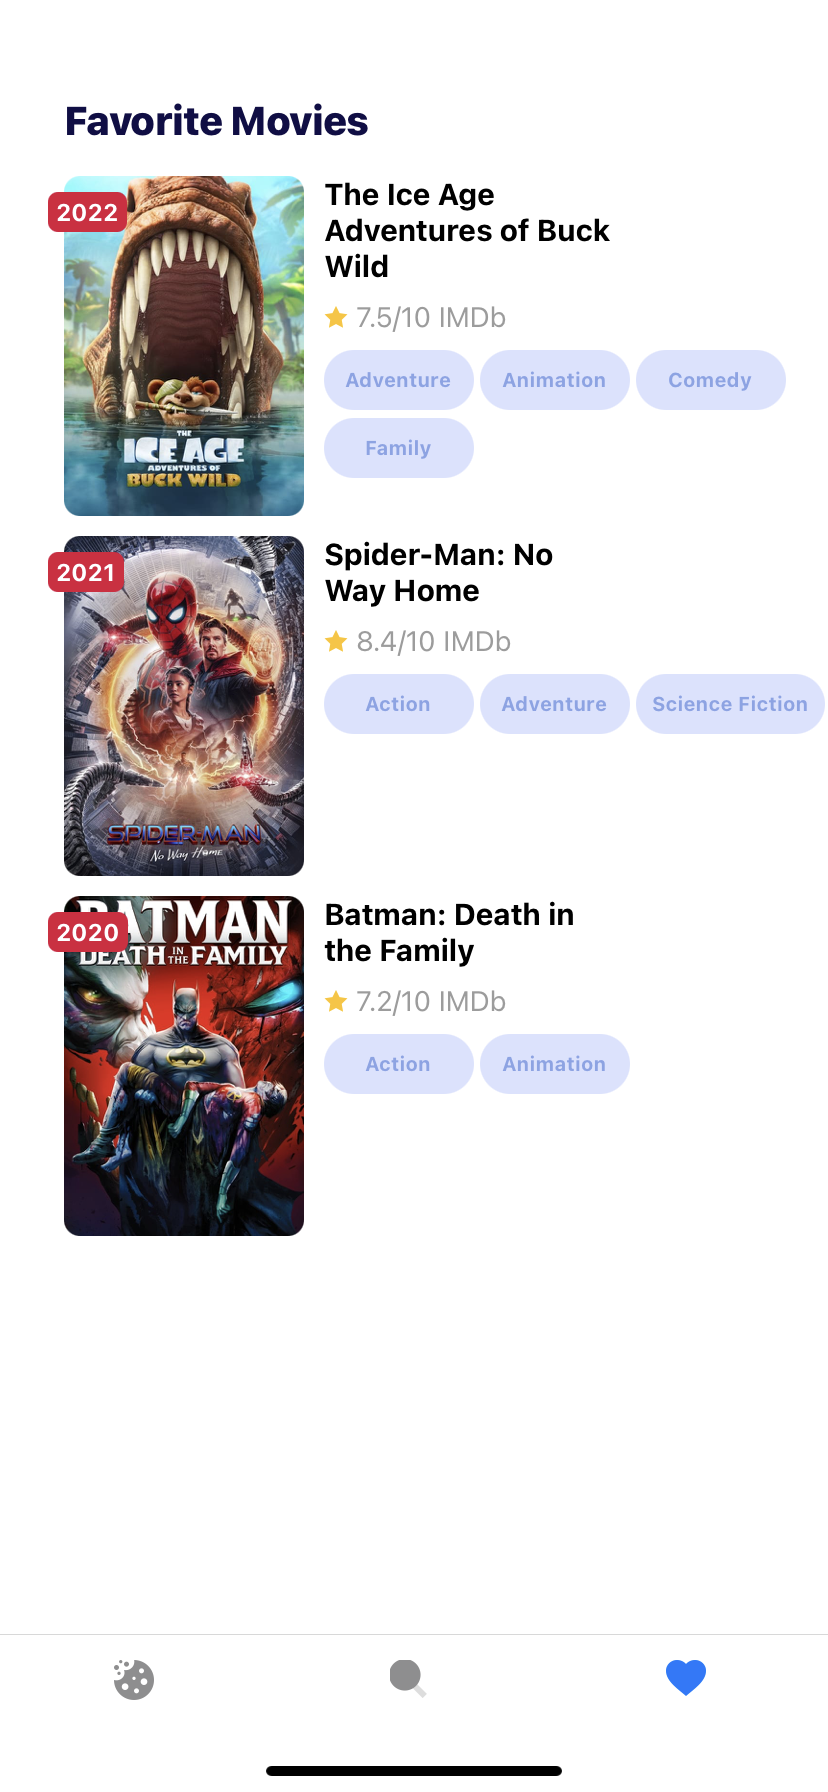 Favorite Movies
2022
THE
ICE AGE
ADVENTURES OF
BUCK WILD
The Ice Age
Adventures of Buck
Wild
7.5/10 IMDb
Adventure
Animation
Comedy
Family
2021
SPIDER-MAN
No Way Home
Spider-Man: No
Way Home
8.4/10 IMDb
Action
Adventure
Science Fiction
2020
BATMAN
DEATH IN THE FAMILY
Batman: Death in
the Family
7.2/10 IMDb
Action
Animation